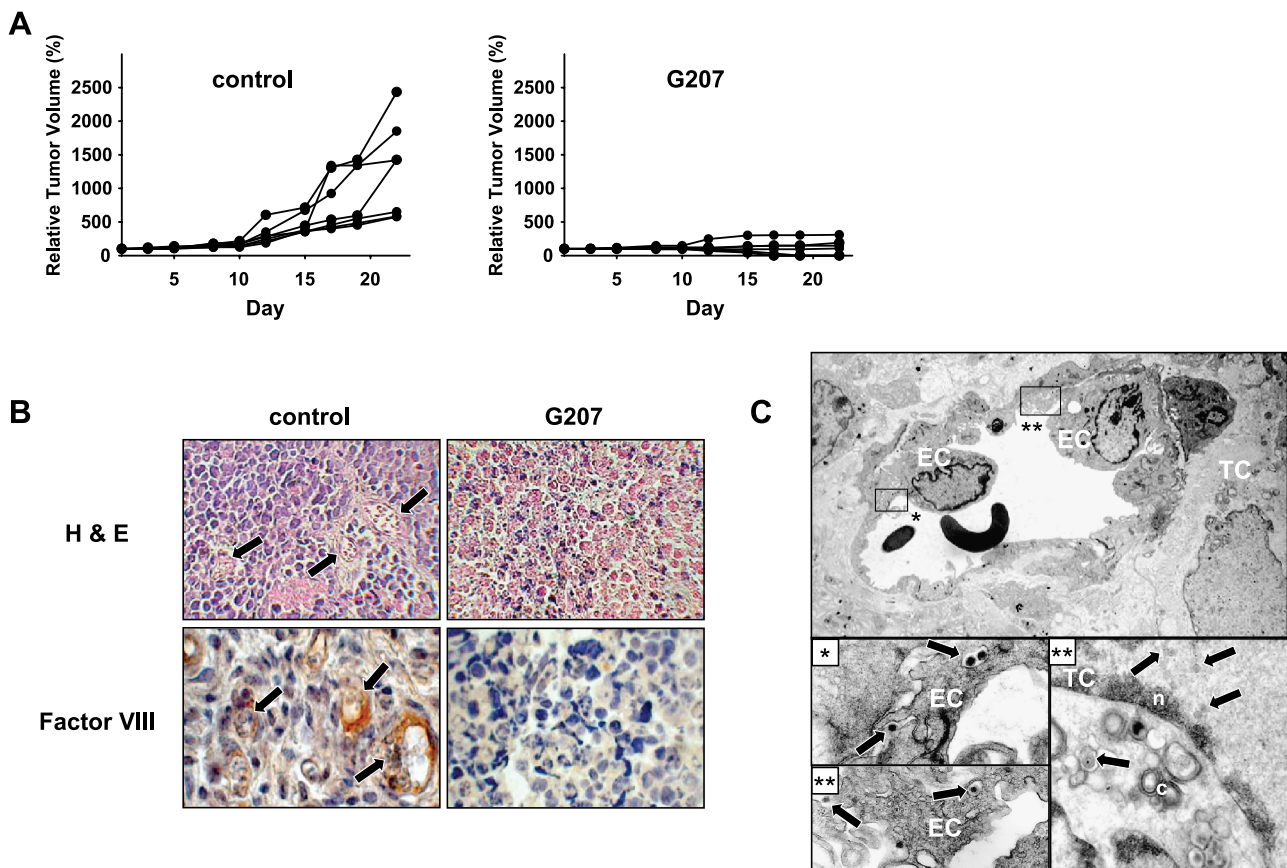 A
control
G207
Relative Tumor Volume (%)
2500
2000
1500
1000
500
0
5
10
15
20
Day
Relative Tumor Volume (%)
2500
2000
1500
1000
500
0
5
10
15
20
Day
B
control
G207
H & E
Factor VIII
C
**
EC
EC
TC
*
*
EC
**
TC
n
c
**
EC